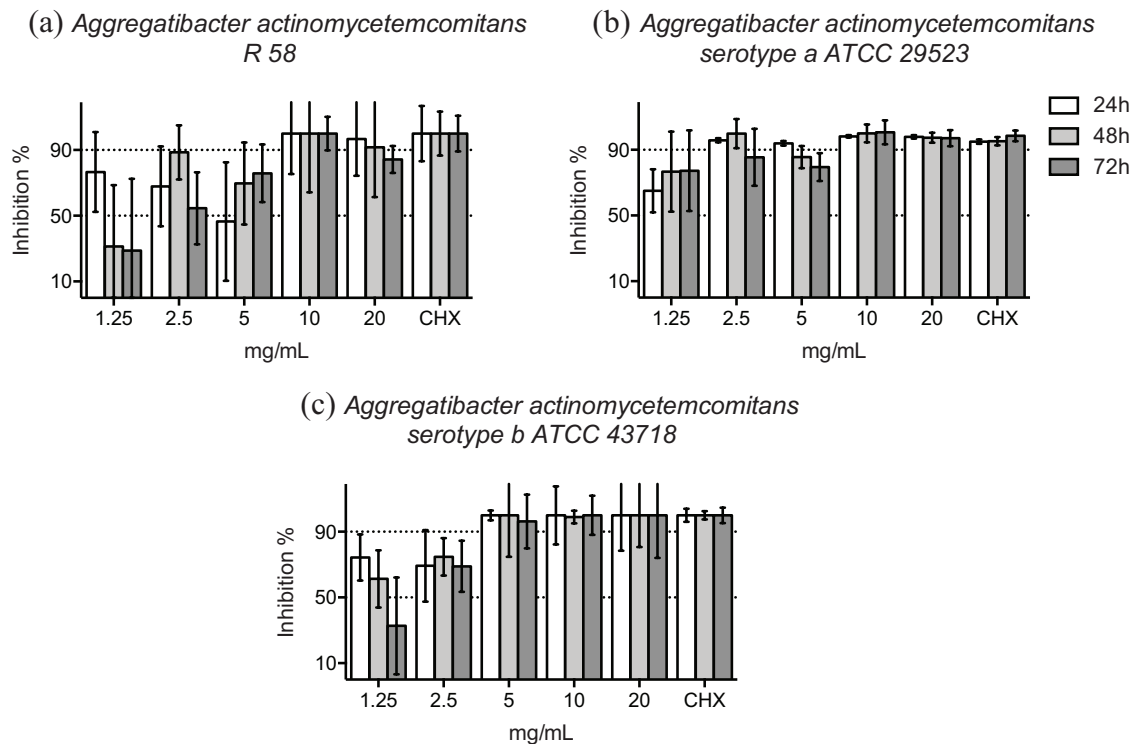 (a) Aggregatibacter actinomycetemcomitans
R 58
Inhibition %
90
50
10
1.25 2.5 5 10 20 CHX
mg/mL
(b) Aggregatibacter actinomycetemcomitans
serotype a ATCC 29523
Inhibition %
90
50
10
1.25 2.5 5 10 20 CHX
mg/mL
24h
48h
72h
(c) Aggregatibacter actinomycetemcomitans
serotype b ATCC 43718
Inhibition %
90
50
10
1.25 2.5 5 10 20 CHX
mg/mL